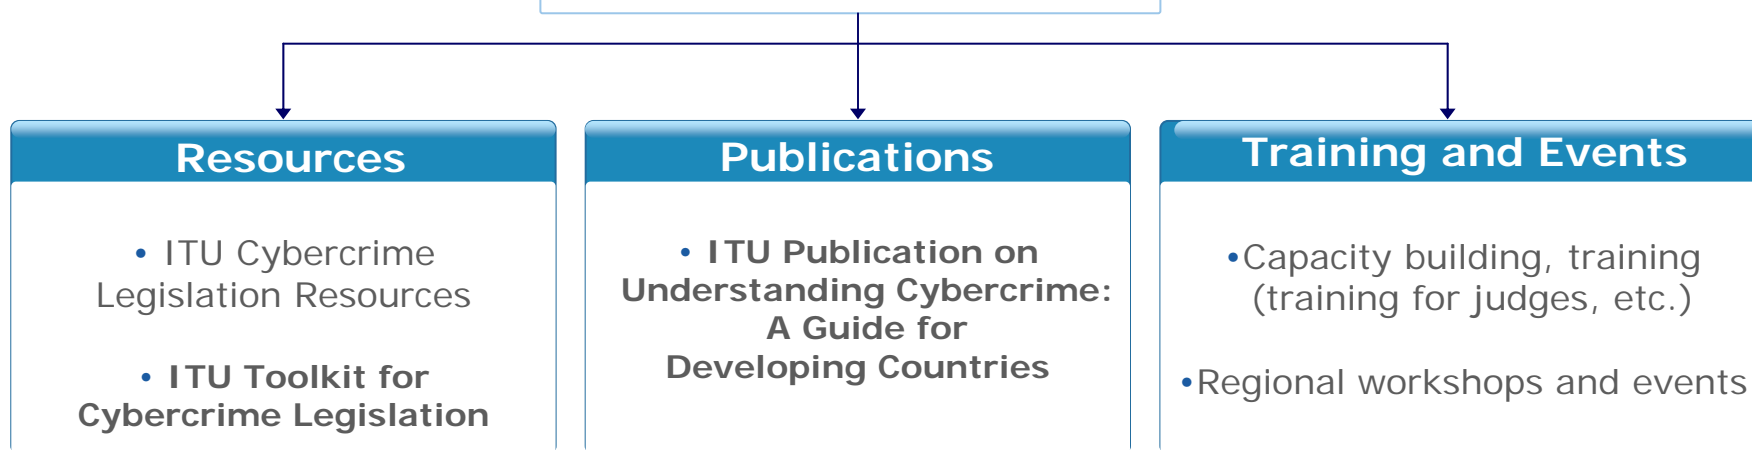 Resources
• ITU Cybercrime
Legislation Resources
• ITU Toolkit for
Cybercrime Legislation
Publications
• ITU Publication on
Understanding Cybercrime:
A Guide for
Developing Countries
Training and Events
•Capacity building, training
(training for judges, etc.)
•Regional workshops and events